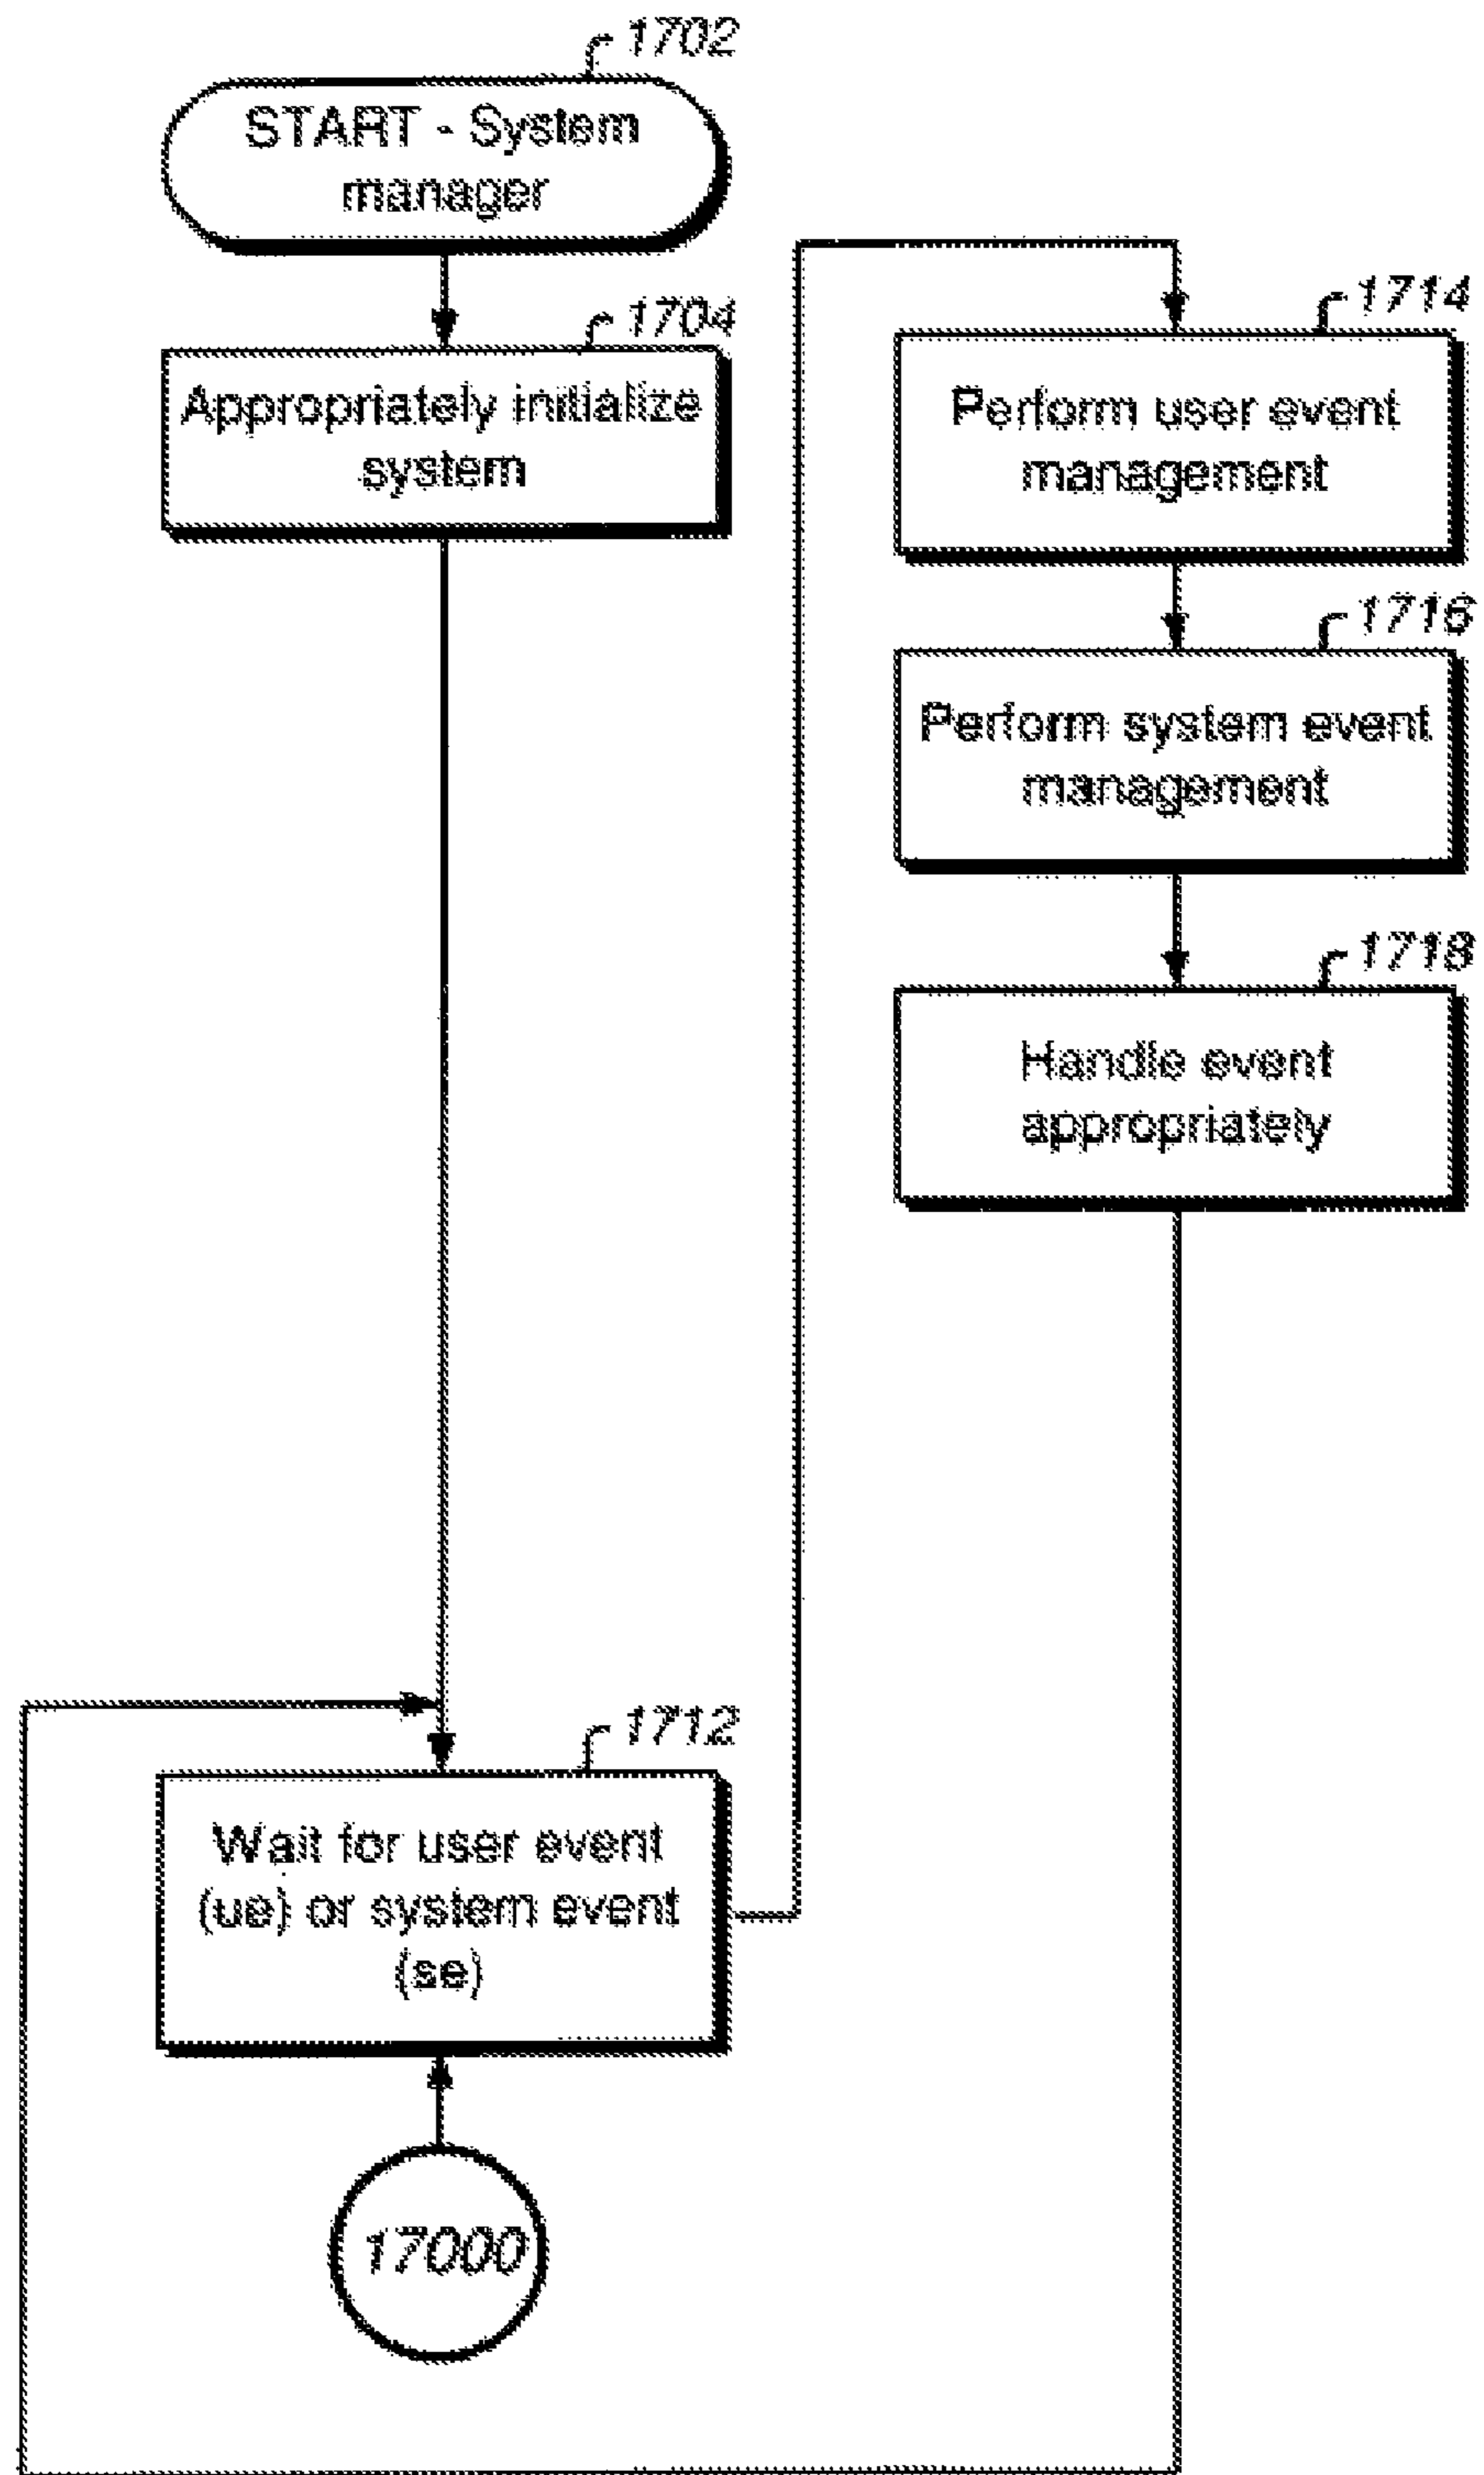 1702
START - System
manager
1704
Appropriately initialize
system
1712
Wait for user event
(ue) or system event
(se)
17000
1714
Perform user event
management
1716
Perform system event
management
1718
Handle event
appropriately